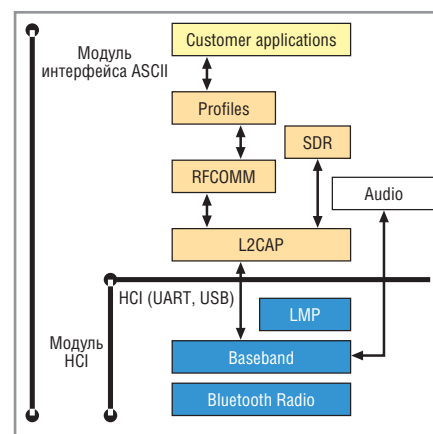 Модуль
интерфейса ASCII
Customer applications
Profiles
SDR
RFCOMM
Audio
L2CAP
HCI (UART, USB)
LMP
Модуль
HCI
Baseband
Bluetooth Radio